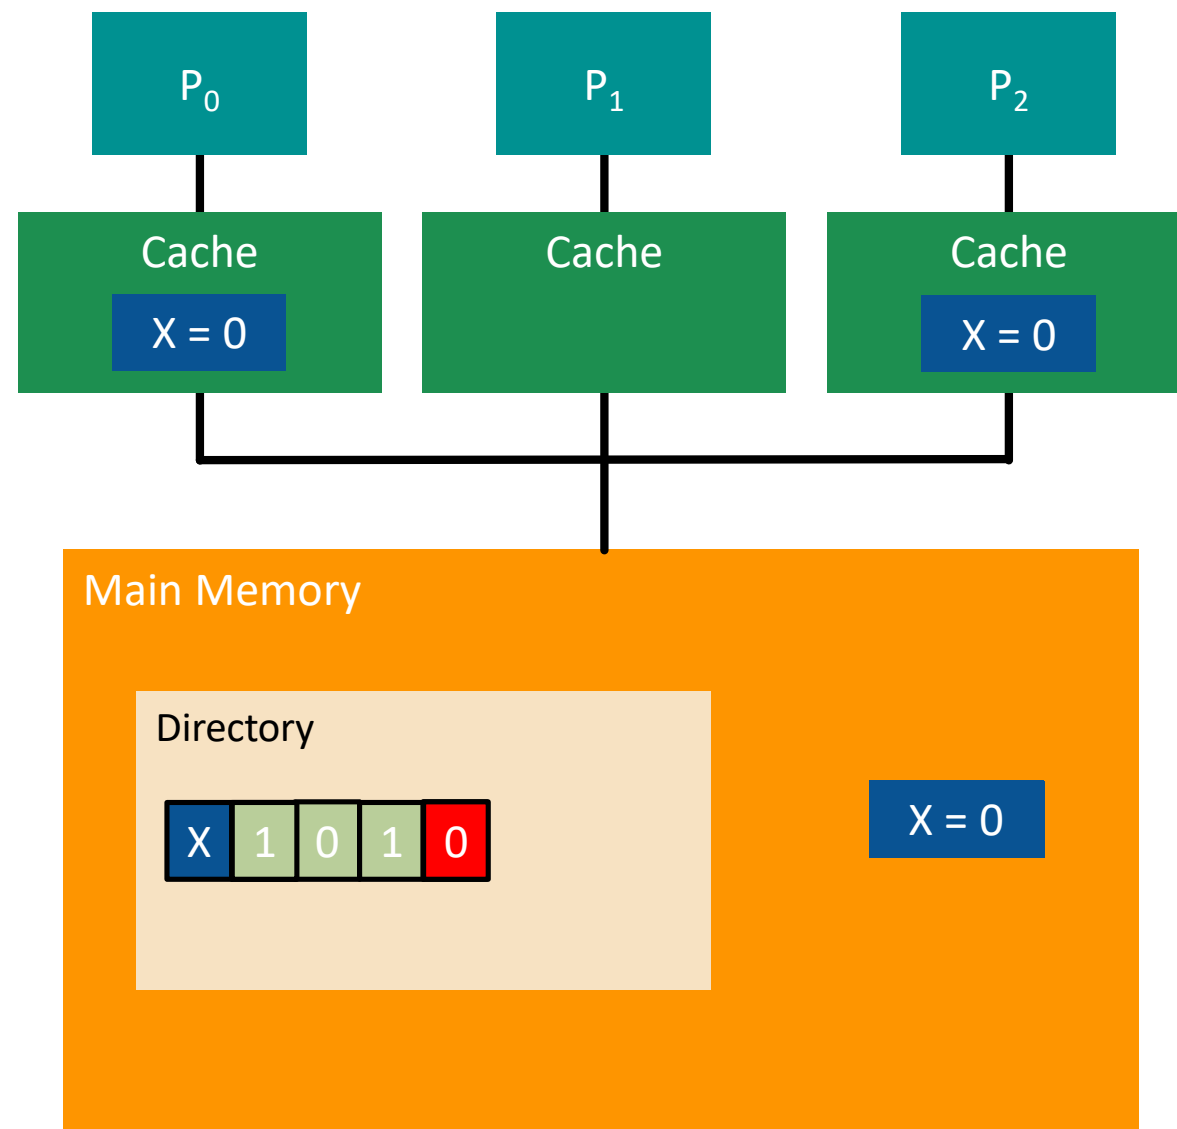 P0
P1
P2
Cache
Cache
Cache
X = 0
X = 0
Main Memory
Directory
X 1 0 1 0
X = 0